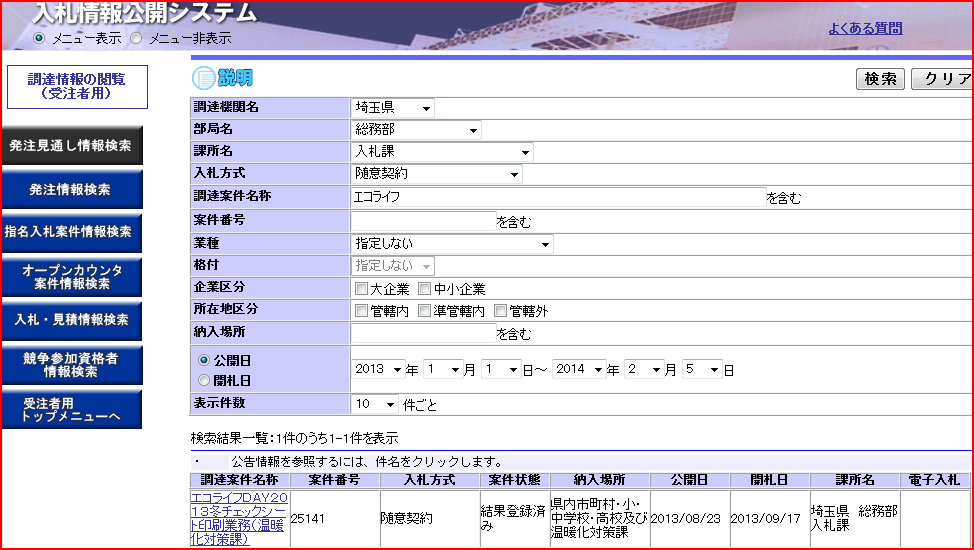 入札情報公開システム
メニュー表示 メニュー非表示
よくある質問
調達情報の閲覧
(受注者用)
発注見通し情報検索
発注情報検索
指名入札案件情報検索
オープンカウンタ
案件情報検索
入札・見積情報検索
競争参加資格者
情報検索
受注者用
トップメニューへ
説明
検索 クリア
調達機関名 埼玉県
部局名 総務部
課所名 入札課
入札方式 随意契約
調達案件名称 エコライフ を含む
案件番号 を含む
業種 指定しない
格付 指定しない
企業区分 大企業 中小企業
所在地区分 管轄内 準管轄内 管轄外
納入場所 を含む
公開日
開札日
2013 年 1 月 1 日~ 2014 年 2 月 5 日
表示件数 10 件ごと
検索結果一覧:1件のうち1-1件を表示
・ 公告情報を参照するには、件名をクリックします。
調達案件名称 案件番号 入札方式 案件状態 納入場所 公開日 開札日 課所名 電子入札
エコライフDAY20
13冬チェックシー
ト印刷業務(温暖
化対策課)
25141
随意契約
結果登録済
み
県内市町村・小・
中学校・高校及び
温暖化対策課
2013/08/23
2013/09/17
埼玉県 総務部
入札課